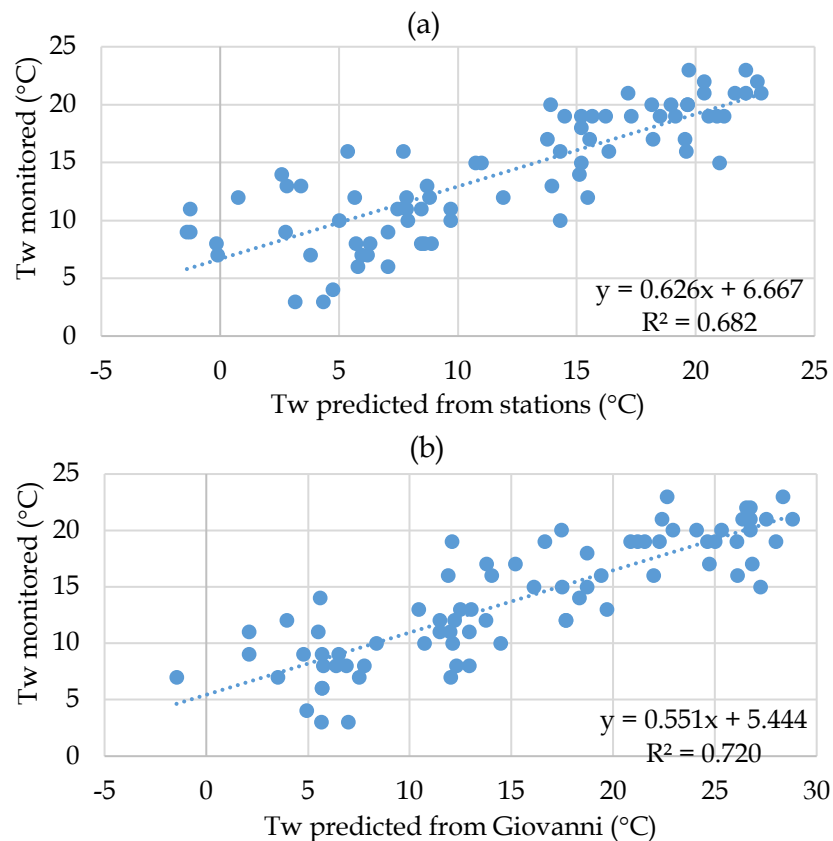 (a)
25
20
15
10
5
0
Tw monitored (°C)
y = 0.626x + 6.667
R² = 0.682
-5 0 5 10 15 20 25
Tw predicted from stations (°C)
(b)
25
20
15
10
5
0
Tw monitored (°C)
y = 0.551x + 5.444
R² = 0.720
-5 0 5 10 15 20 25 30
Tw predicted from Giovanni (°C)